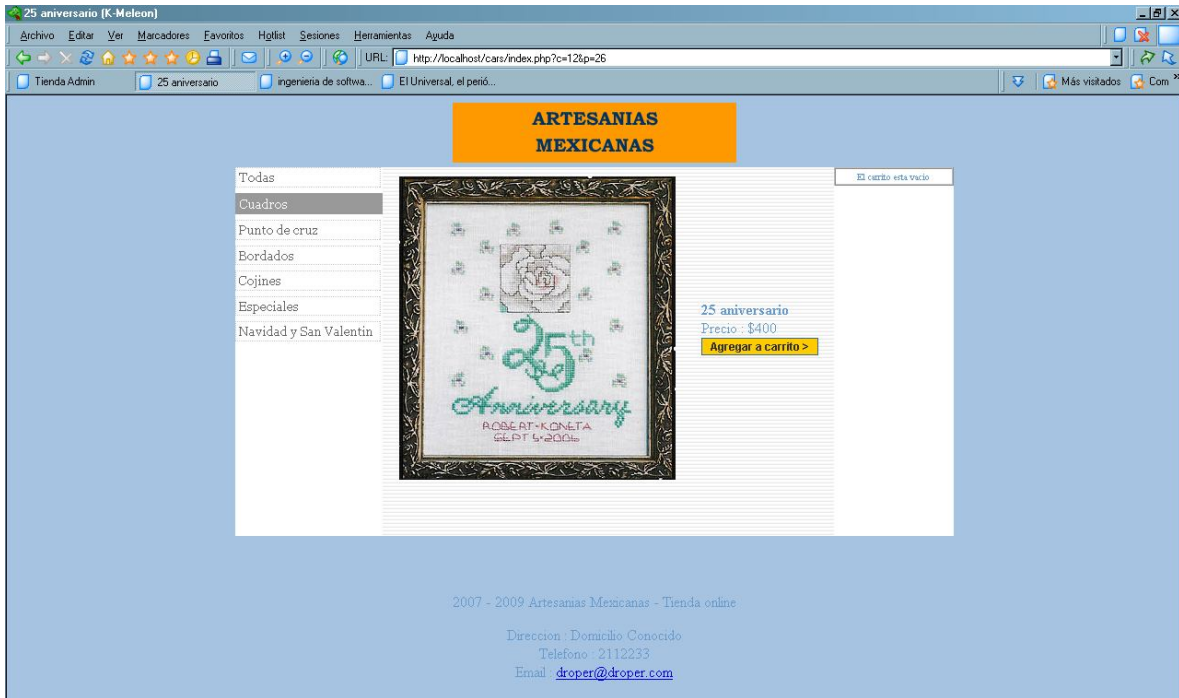 25 aniversario (K-Meleon)
Archivo Editar Ver Marcadores Favoritos Hotlist Sesiones Herramientas Ayuda
URL: http://localhost/cars/index.php?c=12&p=26
Tienda Admin 25 aniversario ingenieria de softwa... El Universal, el perió... Más visitados Com
ARTESANIAS
MEXICANAS
Todas
Cuadros
Punto de cruz
Bordados
Cojines
Especiales
Navidad y San Valentin
25th
Anniversary
ROBERT-KONETA
SEPT 5-2006
25 aniversario
Precio : $400
Agregar a carrito >
El carrito esta vacio
2007 - 2009 Artesanias Mexicanas - Tienda online
Direccion : Domicilio Conocido
Telefono : 2112233
Email : droper@droper.com